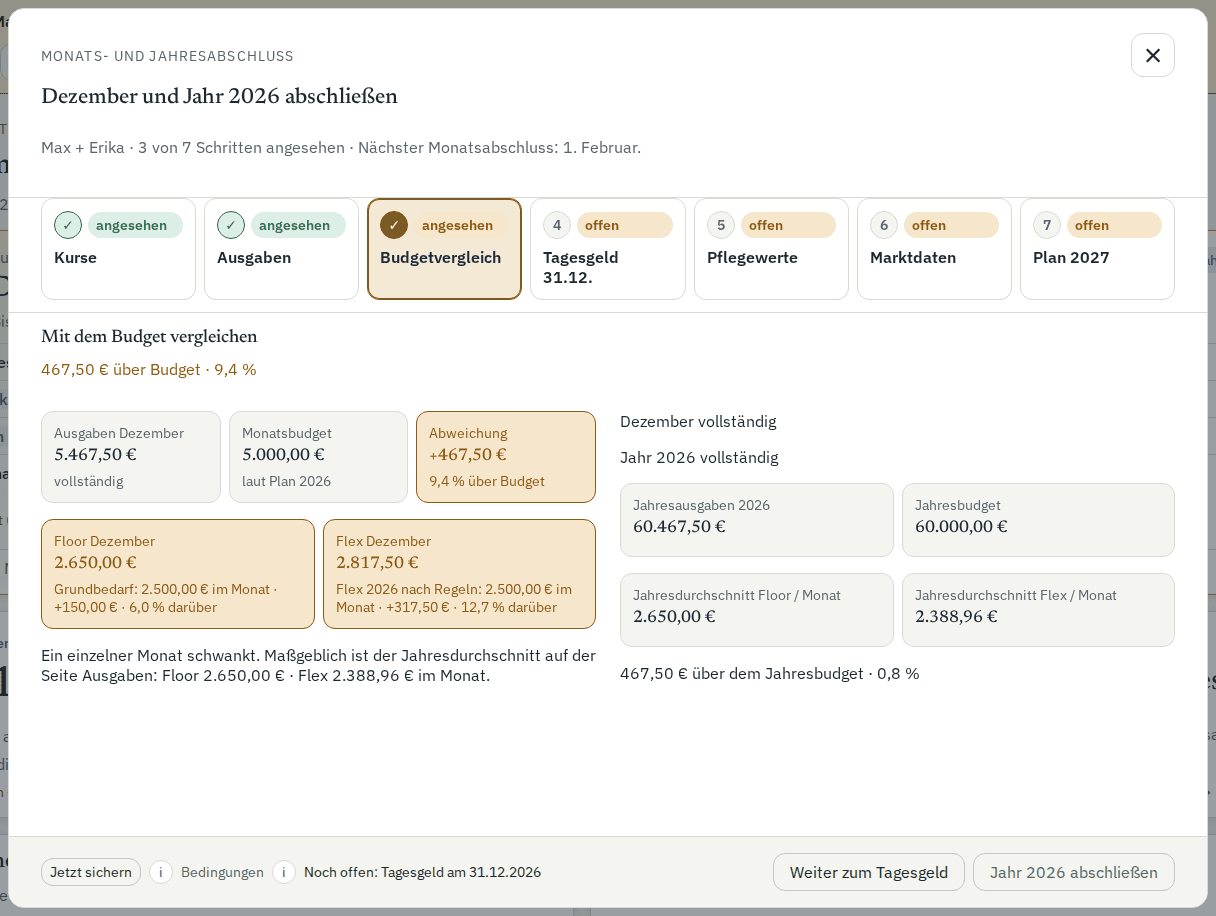 MONATS- UND JAHRESABSCHLUSS
Dezember und Jahr 2026 abschließen
Max + Erika · 3 von 7 Schritten angesehen · Nächster Monatsabschluss: 1. Februar.
✓ angesehen
Kurse
✓ angesehen
Ausgaben
✓ angesehen
Budgetvergleich
4 offen
Tagesgeld
31.12.
5 offen
Pflegewerte
6 offen
Marktdaten
7 offen
Plan 2027
Mit dem Budget vergleichen
467,50 € über Budget · 9,4 %
Ausgaben Dezember
5.467,50 €
vollständig
Monatsbudget
5.000,00 €
laut Plan 2026
Abweichung
+467,50 €
9,4 % über Budget
Floor Dezember
2.650,00 €
Grundbedarf: 2.500,00 € im Monat ·
+150,00 € · 6,0 % darüber
Flex Dezember
2.817,50 €
Flex 2026 nach Regeln: 2.500,00 € im
Monat · +317,50 € · 12,7 % darüber
Ein einzelner Monat schwankt. Maßgeblich ist der Jahresdurchschnitt auf der
Seite Ausgaben: Floor 2.650,00 € · Flex 2.388,96 € im Monat.
Dezember vollständig
Jahr 2026 vollständig
Jahresausgaben 2026
60.467,50 €
Jahresbudget
60.000,00 €
Jahresdurchschnitt Floor / Monat
2.650,00 €
Jahresdurchschnitt Flex / Monat
2.388,96 €
467,50 € über dem Jahresbudget · 0,8 %
Jetzt sichern
i Bedingungen
i Noch offen: Tagesgeld am 31.12.2026
Weiter zum Tagesgeld
Jahr 2026 abschließen